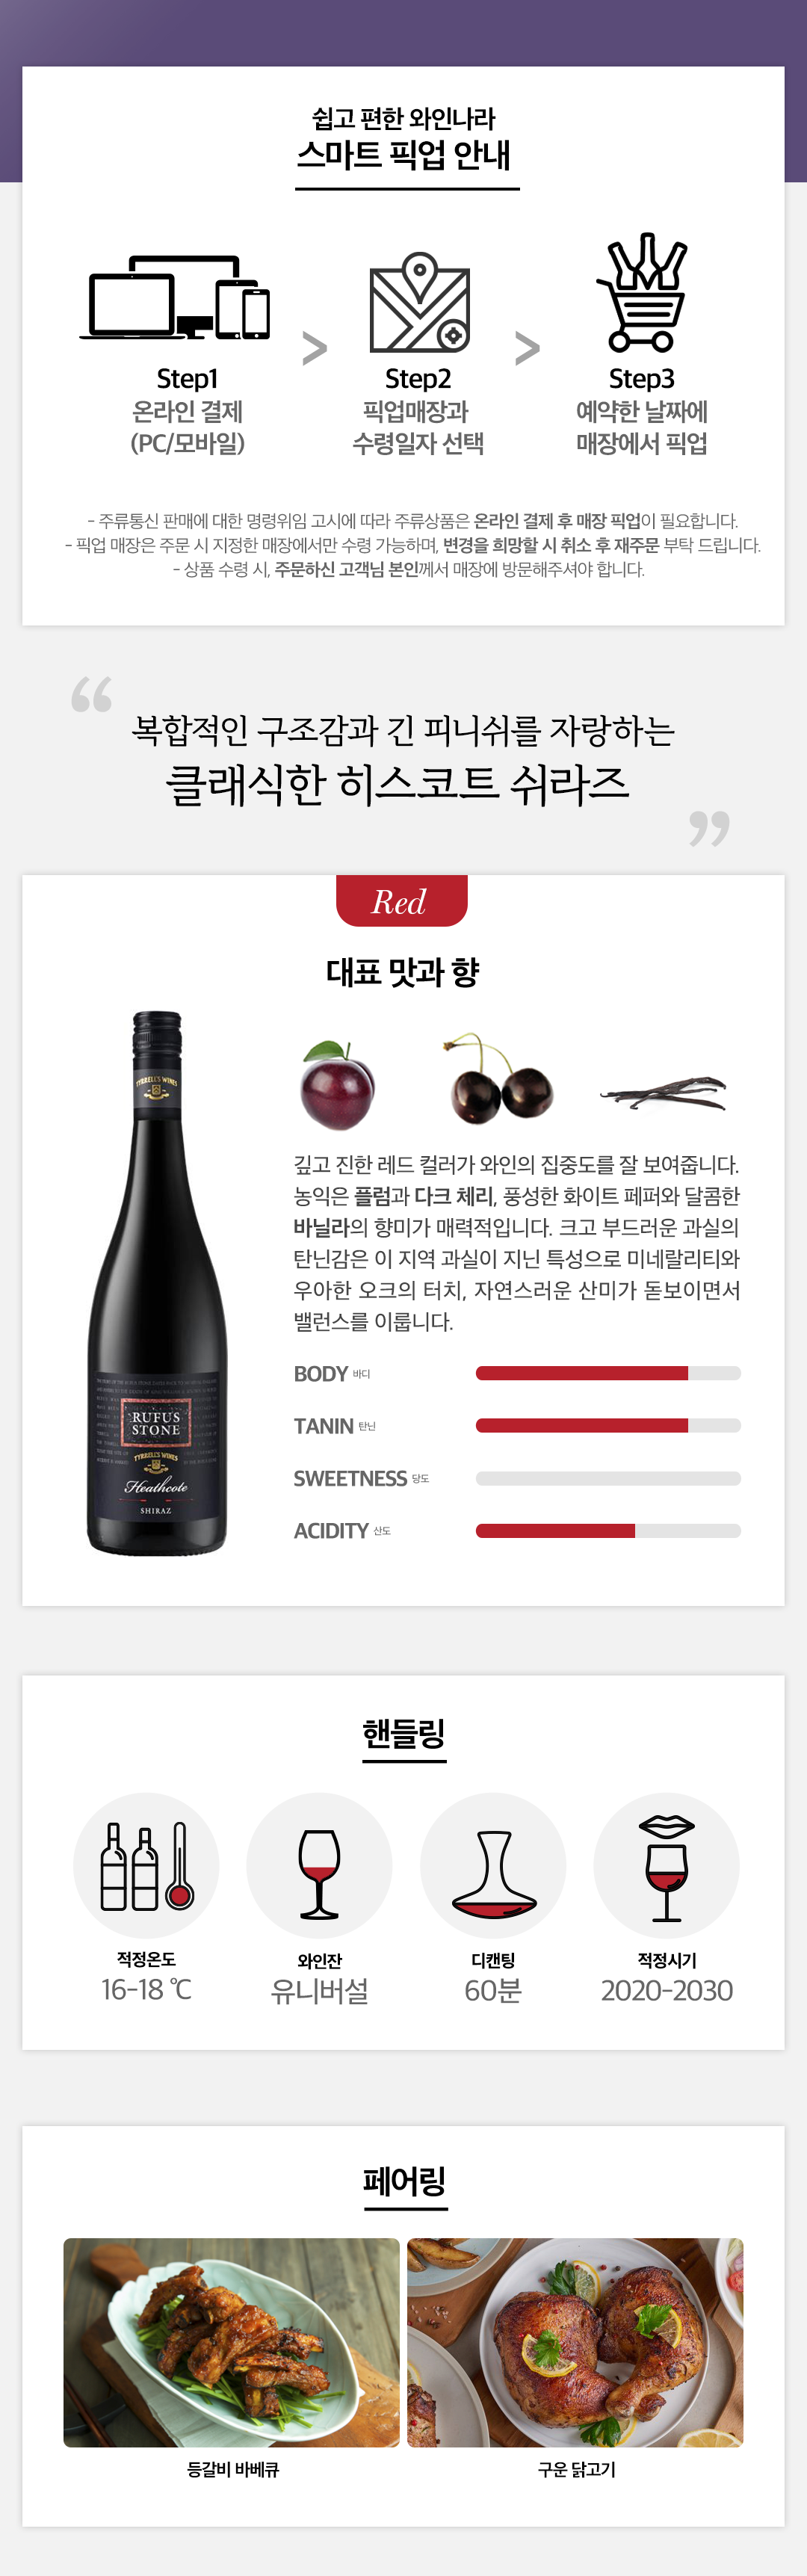 쉽고 편한 와인나라
스마트 픽업 안내
Step1
온라인 결제
(PC/모바일)
Step2
픽업매장과
수령일자 선택
Step3
예약한 날짜에
매장에서 픽업
- 주류통신 판매에 대한 명령위임 고시에 따라 주류상품은 온라인 결제 후 매장 픽업이 필요합니다.
- 픽업 매장은 주문 시 지정한 매장에서만 수령 가능하며, 변경을 희망할 시 취소 후 재주문 부탁 드립니다.
- 상품 수령 시, 주문하신 고객님 본인께서 매장에 방문해주셔야 합니다.
“
복합적인 구조감과 긴 피니쉬를 자랑하는
클래식한 히스코트 쉬라즈
”
Red
대표 맛과 향
TYRRELL'S WINES
RUFUS
STONE
TYRRELL'S WINES
Heathcote
SHIRAZ
깊고 진한 레드 컬러가 와인의 집중도를 잘 보여줍니다.
농익은 플럼과 다크 체리, 풍성한 화이트 페퍼와 달콤한
바닐라의 향미가 매력적입니다. 크고 부드러운 과실의
탄닌감은 이 지역 과실이 지닌 특성으로 미네랄리티와
우아한 오크의 터치, 자연스러운 산미가 돋보이면서
밸런스를 이룹니다.
BODY 바디
TANIN 탄닌
SWEETNESS 당도
ACIDITY 산도
핸들링
적정온도
16-18 ℃
와인잔
유니버설
디캔팅
60분
적정시기
2020-2030
페어링
등갈비 바베큐
구운 닭고기